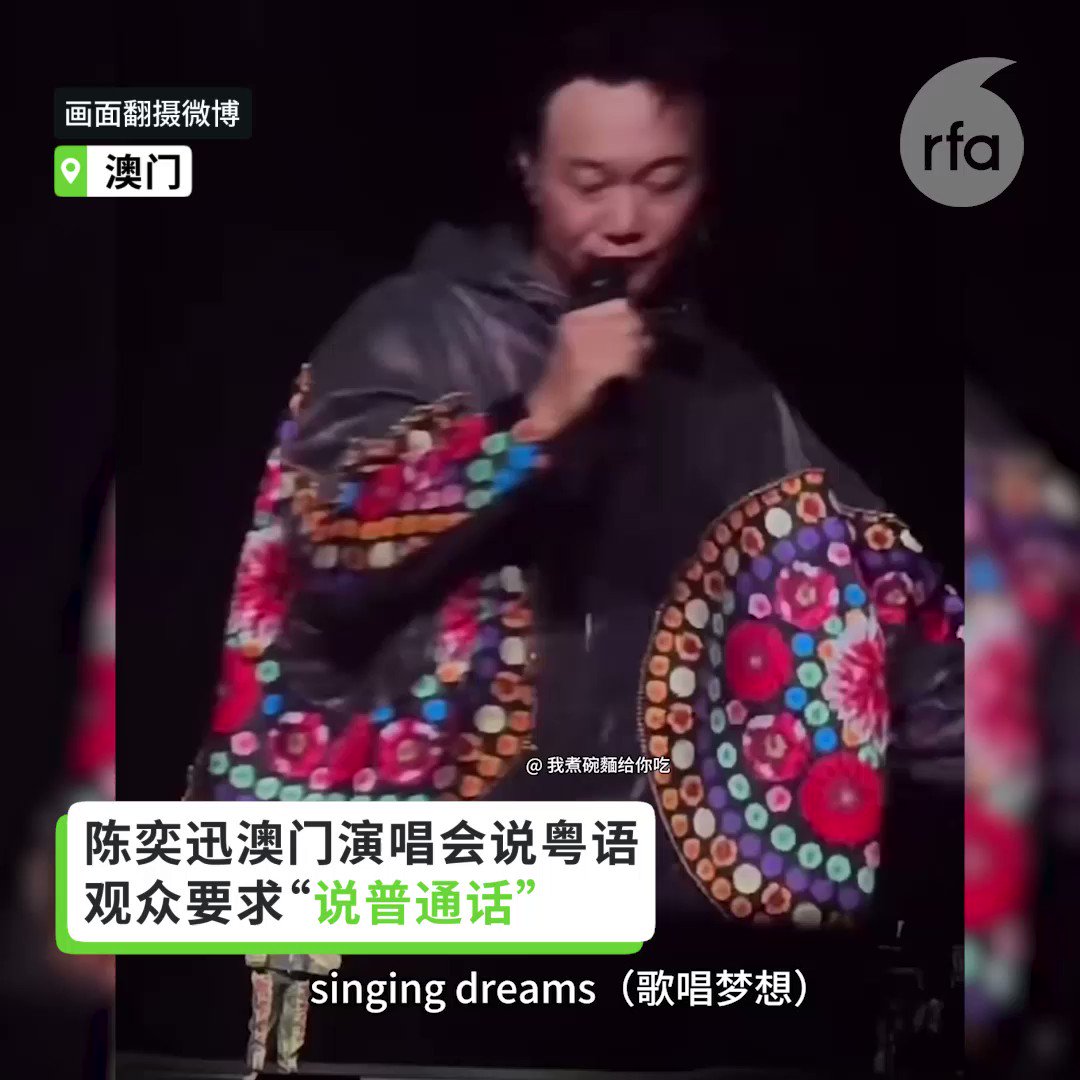 画面翻摄微博
澳门
rfa
@ 我煮碗麵给你吃
陈奕迅澳门演唱会说粤语
观众要求“说普通话”
singing dreams（歌唱梦想）